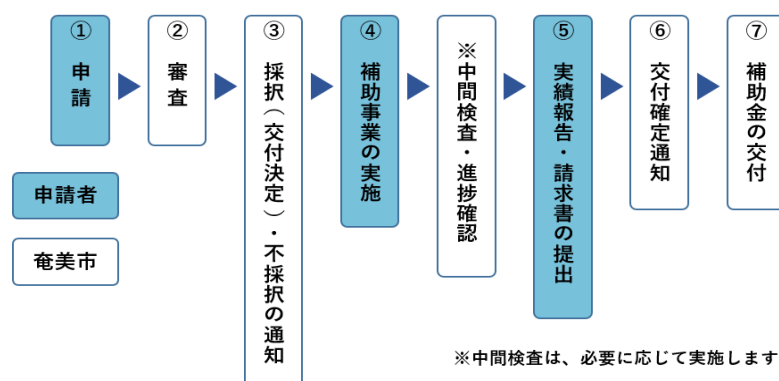 ①
申請
②
審査
③
採択（交付決定）・不採択の通知
④
補助事業の実施
※中間検査・進捗確認
⑤
実績報告・請求書の提出
⑥
交付確定通知
⑦
補助金の交付
申請者
奄美市
※中間検査は、必要に応じて実施します